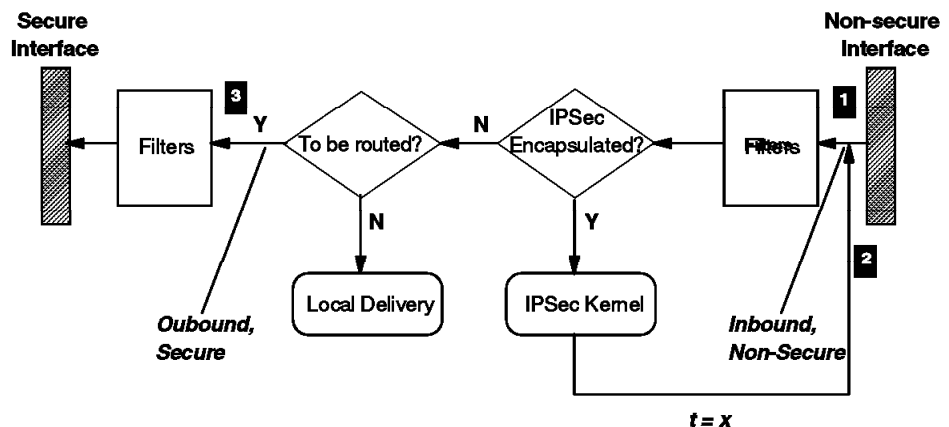 Secure
Interface
Non-secure
Interface
3
1
Y
N
IPSec
Encapsulated?
To be routed?
Filters
Filters
N
Y
2
Local Delivery
IPSec Kernel
Oubound,
Secure
Inbound,
Non-Secure
t = x